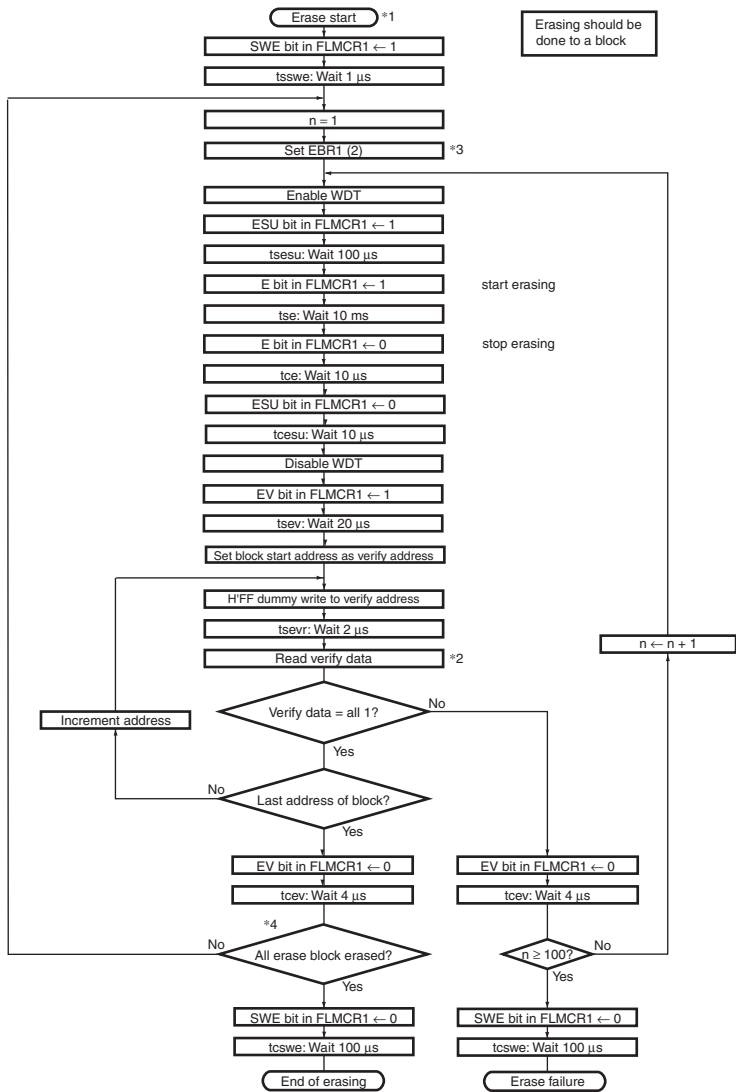 Erase start *1
Erasing should be
done to a block
SWE bit in FLMCR1 ← 1
tsswe: Wait 1 µs
n = 1
Set EBR1 (2) *3
Enable WDT
ESU bit in FLMCR1 ← 1
tsesu: Wait 100 µs
E bit in FLMCR1 ← 1 start erasing
tse: Wait 10 ms
E bit in FLMCR1 ← 0 stop erasing
tce: Wait 10 µs
ESU bit in FLMCR1 ← 0
tcesu: Wait 10 µs
Disable WDT
EV bit in FLMCR1 ← 1
tsev: Wait 20 µs
Set block start address as verify address
H'FF dummy write to verify address
tsevr: Wait 2 µs
n ← n + 1
Read verify data *2
Increment address
Verify data = all 1?
No
Yes
Last address of block?
No
Yes
EV bit in FLMCR1 ← 0
EV bit in FLMCR1 ← 0
tcev: Wait 4 µs
tcev: Wait 4 µs
*4
All erase block erased?
No
Yes
n ≥ 100?
No
Yes
SWE bit in FLMCR1 ← 0
SWE bit in FLMCR1 ← 0
tcswe: Wait 100 µs
tcswe: Wait 100 µs
End of erasing
Erase failure